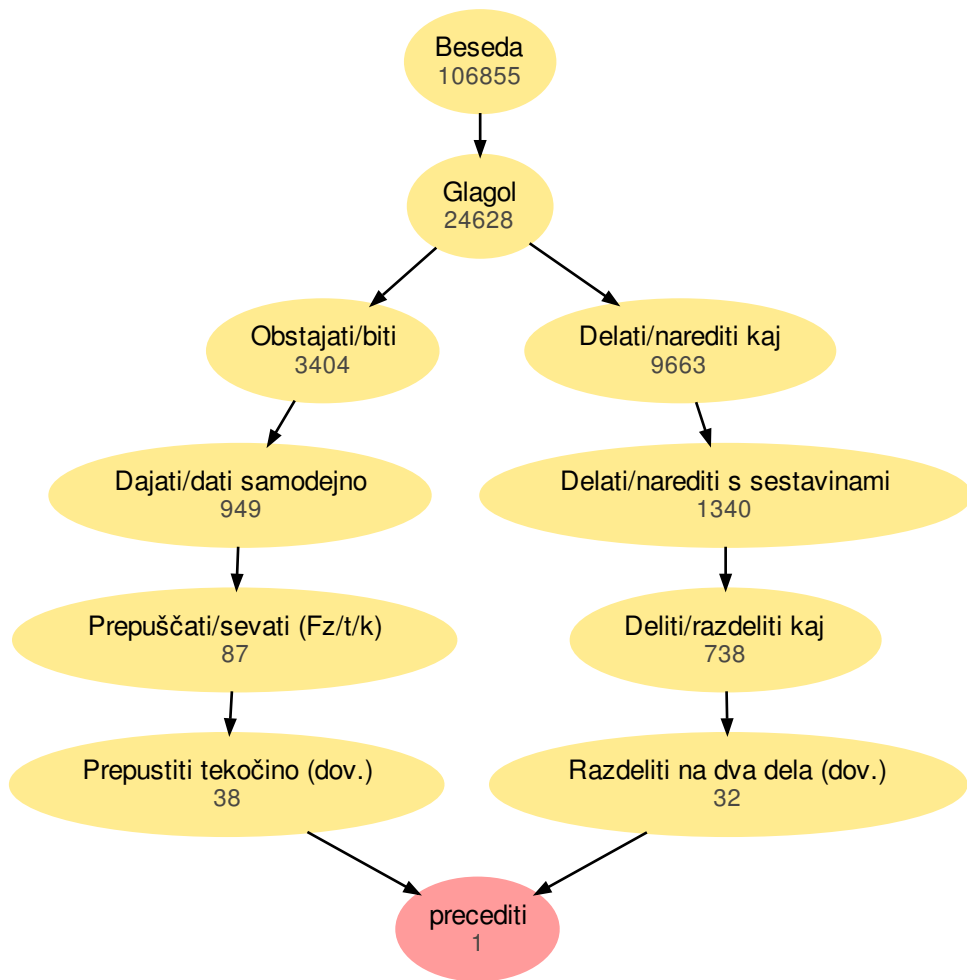 Beseda
106855
Glagol
24628
Obstajati/biti
3404
Delati/narediti kaj
9663
Dajati/dati samodejno
949
Delati/narediti s sestavinami
1340
Prepuščati/sevati (Fz/t/k)
87
Deliti/razdeliti kaj
738
Prepustiti tekočino (dov.)
38
Razdeliti na dva dela (dov.)
32
precediti
1